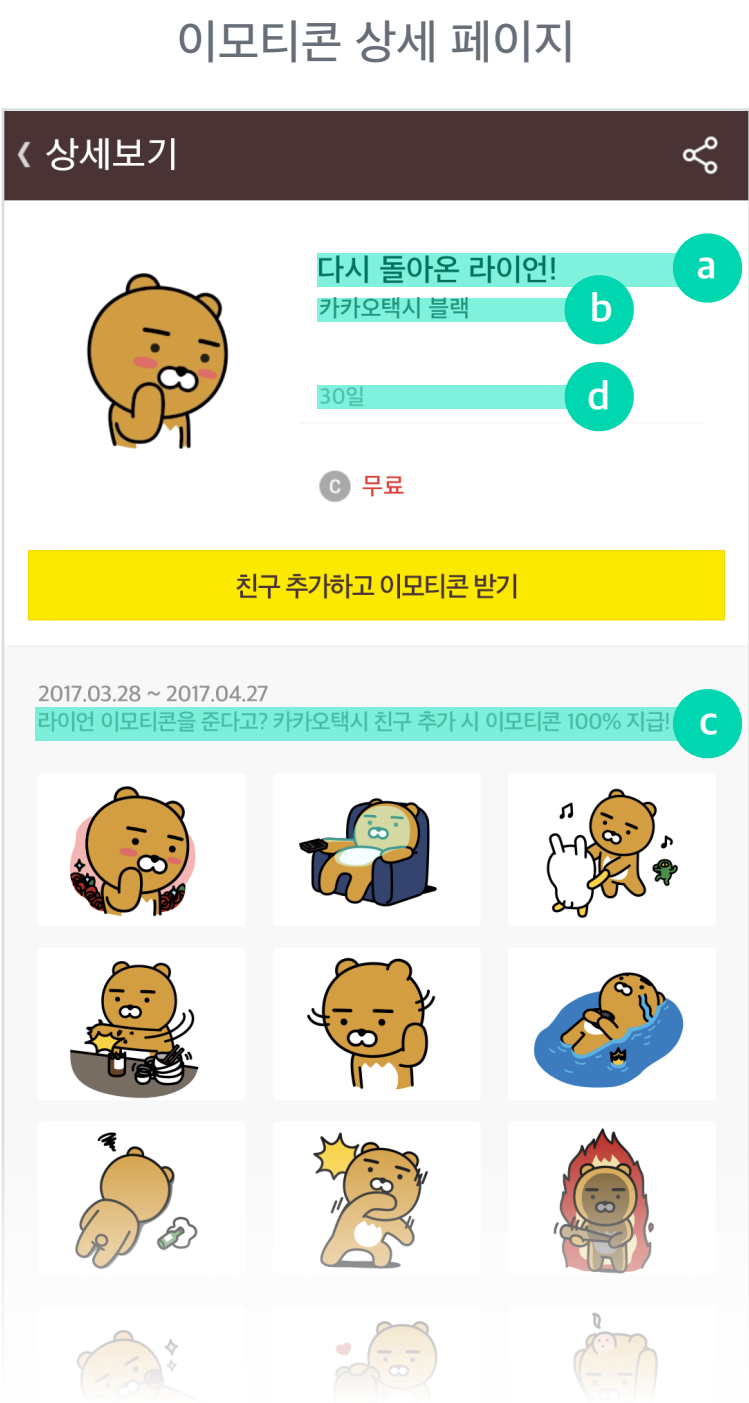 이모티콘 상세 페이지
상세보기
다시 돌아온 라이언!
a
카카오택시 블랙
b
30일
d
C 무료
친구 추가하고 이모티콘 받기
2017.03.28 ~ 2017.04.27
라이언 이모티콘을 준다고? 카카오택시 친구 추가 시 이모티콘 100% 지급!
c